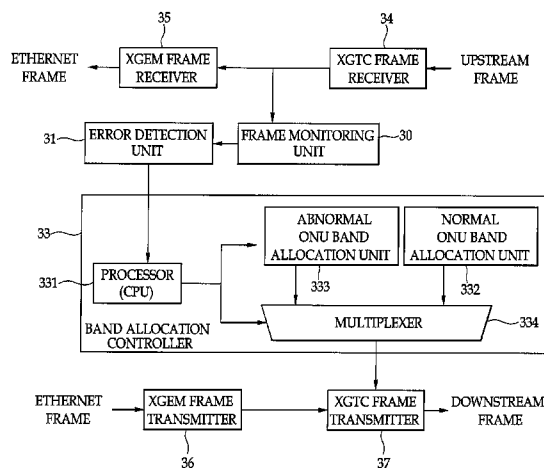 35
34
ETHERNET
FRAME
XGEM FRAME
RECEIVER
XGTC FRAME
RECEIVER
UPSTREAM
FRAME
31
ERROR DETECTION
UNIT
FRAME MONITORING
UNIT
30
33
331
PROCESSOR
(CPU)
ABNORMAL
ONU BAND
ALLOCATION UNIT
NORMAL
ONU BAND
ALLOCATION UNIT
333
332
MULTIPLEXER
334
BAND ALLOCATION
CONTROLLER
ETHERNET
FRAME
XGEM FRAME
TRANSMITTER
XGTC FRAME
TRANSMITTER
DOWNSTREAM
FRAME
36
37